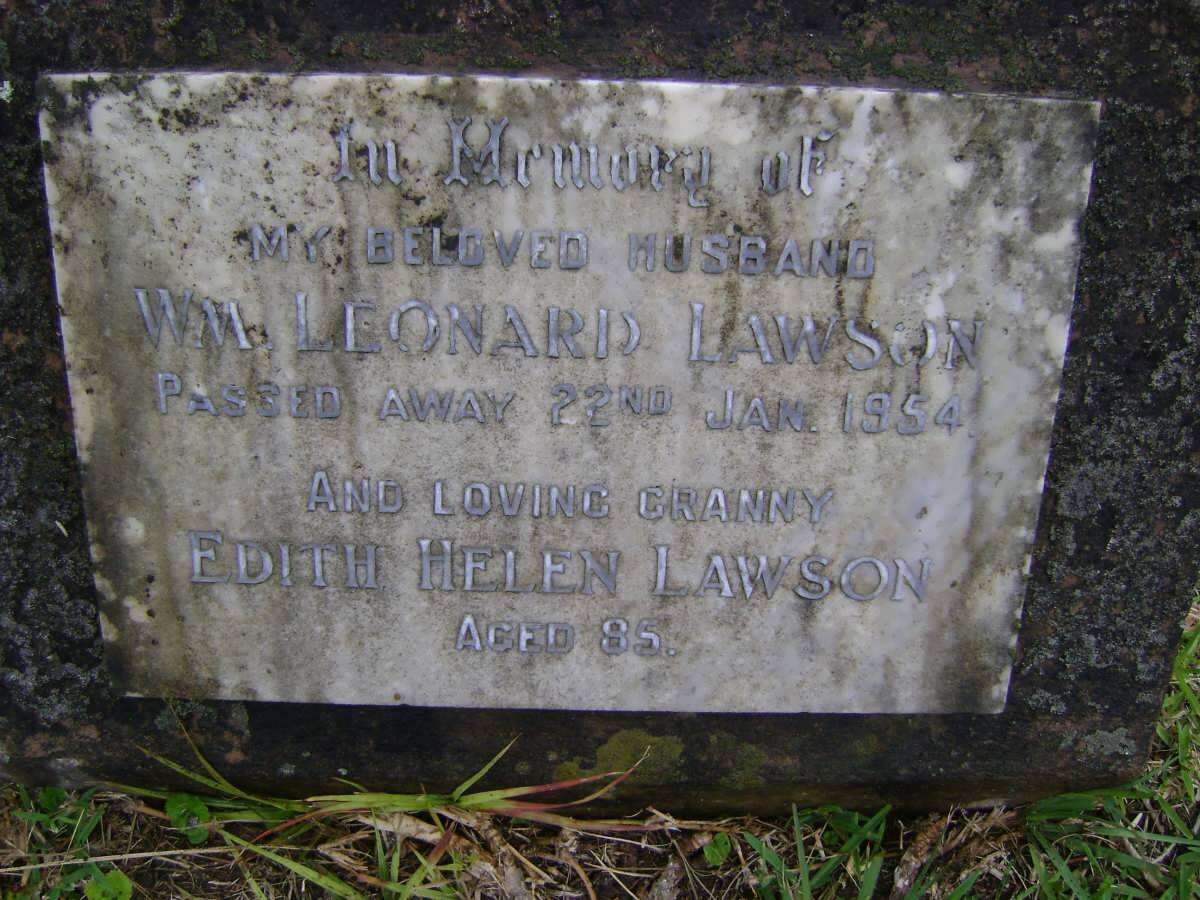 In Memory of
MY BELOVED HUSBAND
WM. LEONARD LAWSON
PASSED AWAY 22ND JAN. 1954.
AND LOVING GRANNY
EDITH HELEN LAWSON
AGED 85.